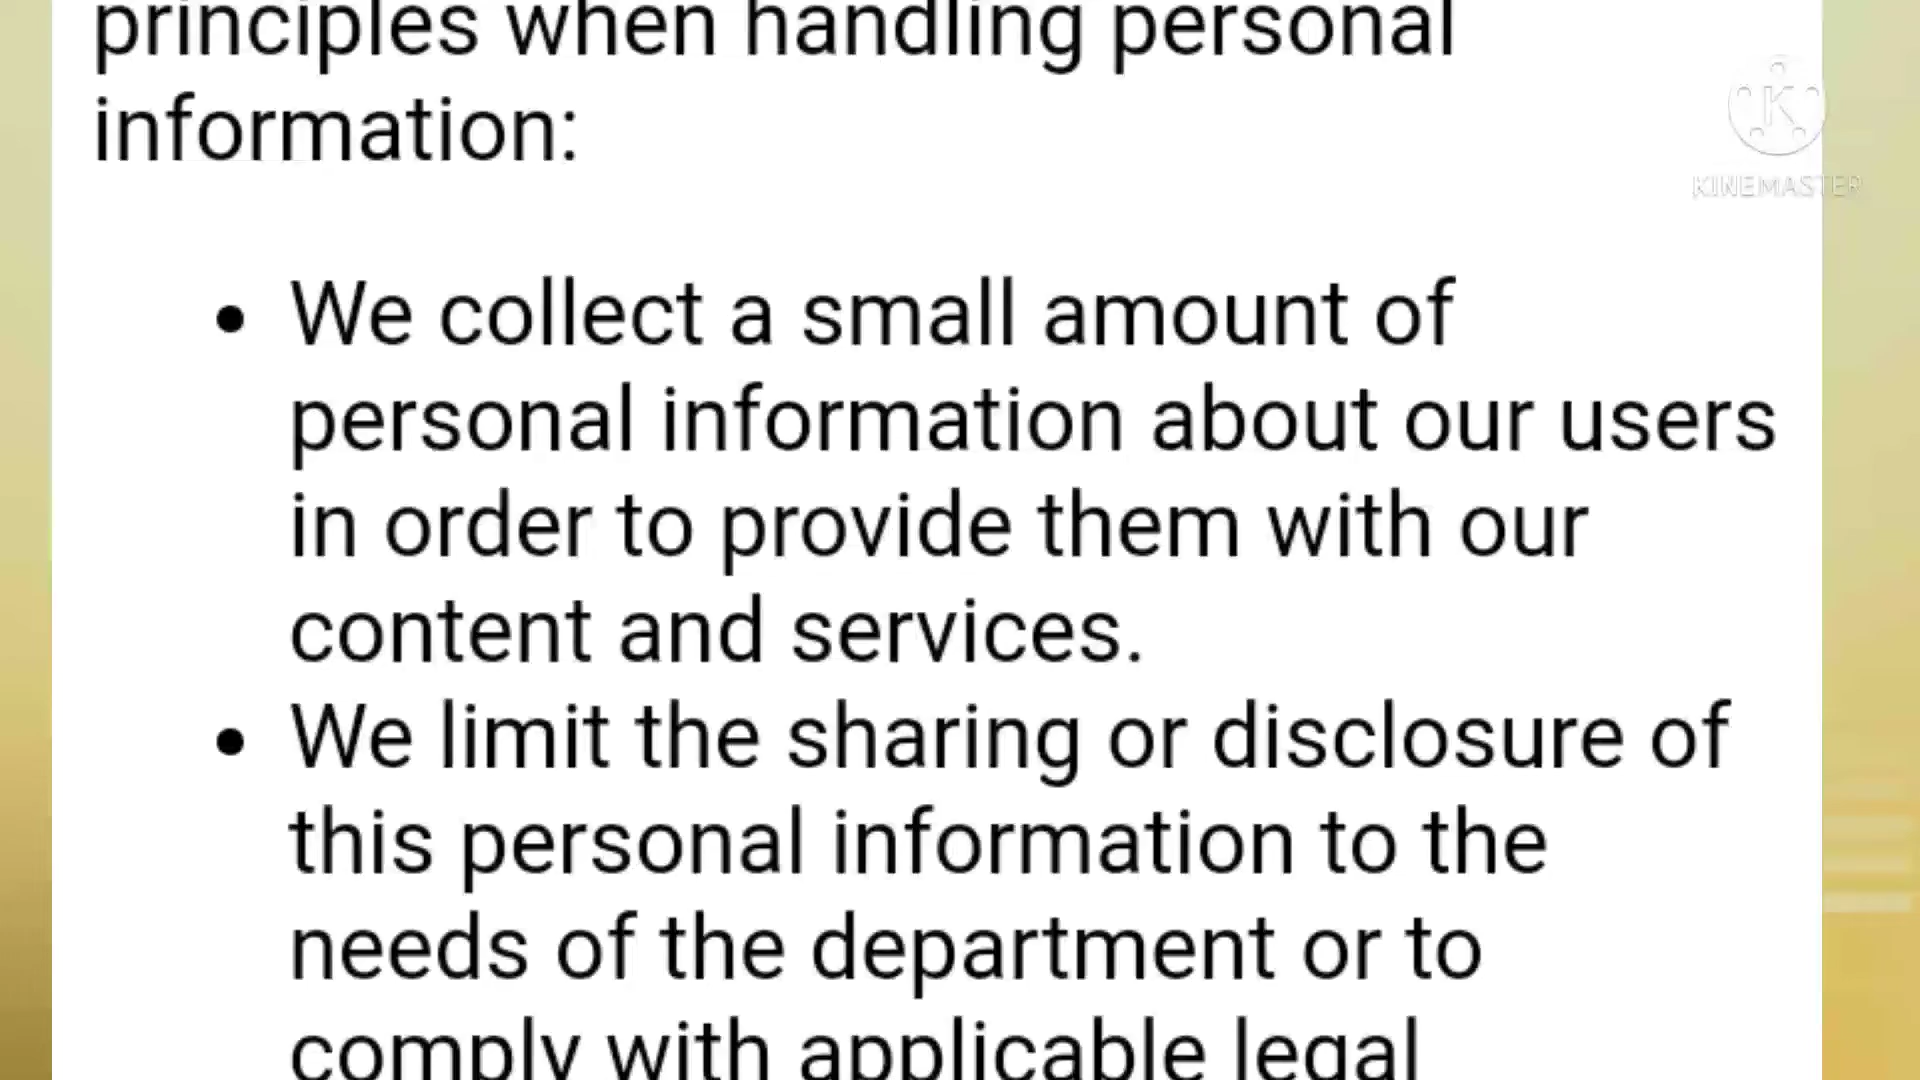 principles when handling personal
information:
K
KINEMASTER
• We collect a small amount of
personal information about our users
in order to provide them with our
content and services.
• We limit the sharing or disclosure of
this personal information to the
needs of the department or to
comply with applicable legal